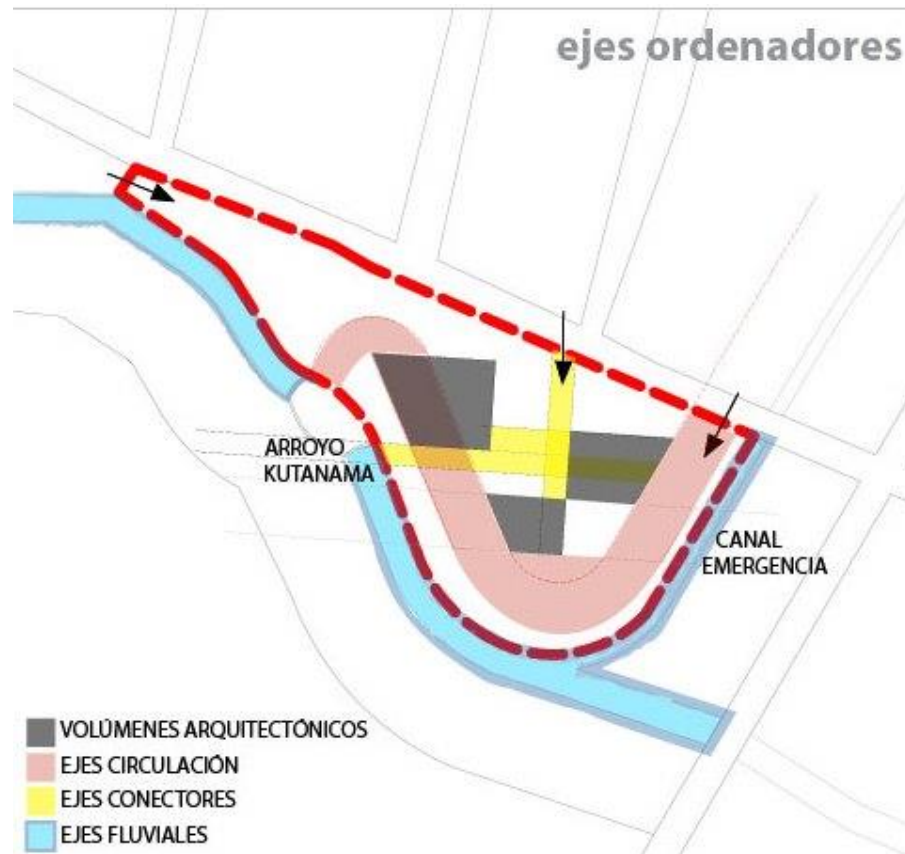 ejes ordenadores
ARROYO
KUTANAMA
CANAL
EMERGENCIA
VOLÚMENES ARQUITECTÓNICOS
EJES CIRCULACIÓN
EJES CONECTORES
EJES FLUVIALES